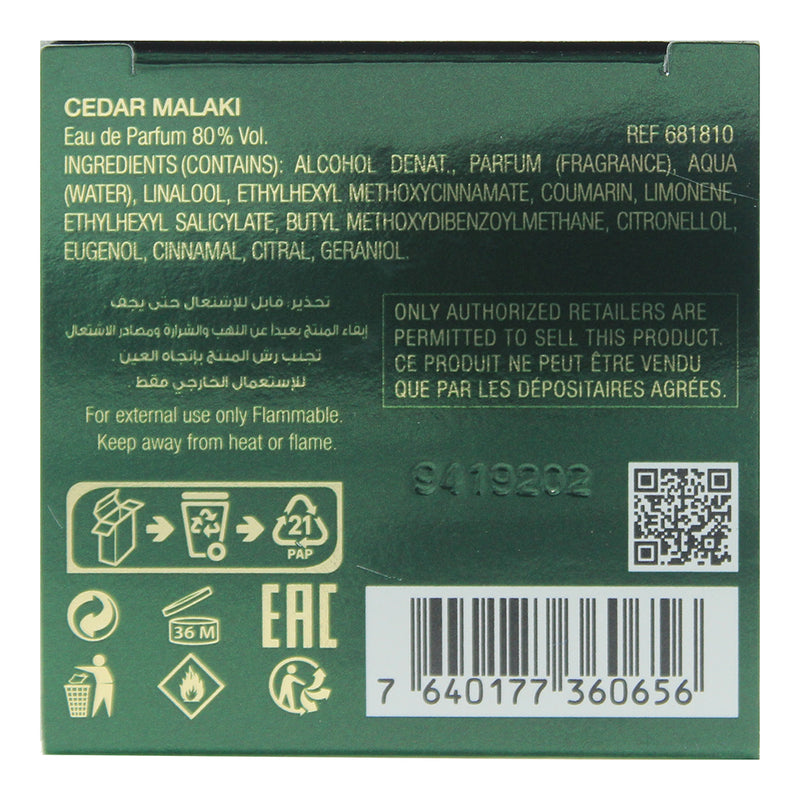 CEDAR MALAKI
Eau de Parfum 80% Vol.
REF 681810
INGREDIENTS (CONTAINS): ALCOHOL DENAT., PARFUM (FRAGRANCE), AQUA
(WATER), LINALOOL, ETHYLHEXYL METHOXYCINNAMATE, COUMARIN, LIMONENE,
ETHYLHEXYL SALICYLATE, BUTYL METHOXYDIBENZOYLMETHANE, CITRONELLOL,
EUGENOL, CINNAMAL, CITRAL, GERANIOL.
تحذير: قابل للإشتعال حتى يجف
إبقاء المنتج بعيداً عن اللهب والشرارة ومصادر الاشتعال
تجنب رش المنتج بإتجاه العين
للإستعمال الخارجي فقط.
For external use only Flammable.
Keep away from heat or flame.
ONLY AUTHORIZED RETAILERS ARE
PERMITTED TO SELL THIS PRODUCT.
CE PRODUIT NE PEUT ÊTRE VENDU
QUE PAR LES DÉPOSITAIRES AGRÉES.
9419202
21
PAP
36 M
EAC
7 640177 360656